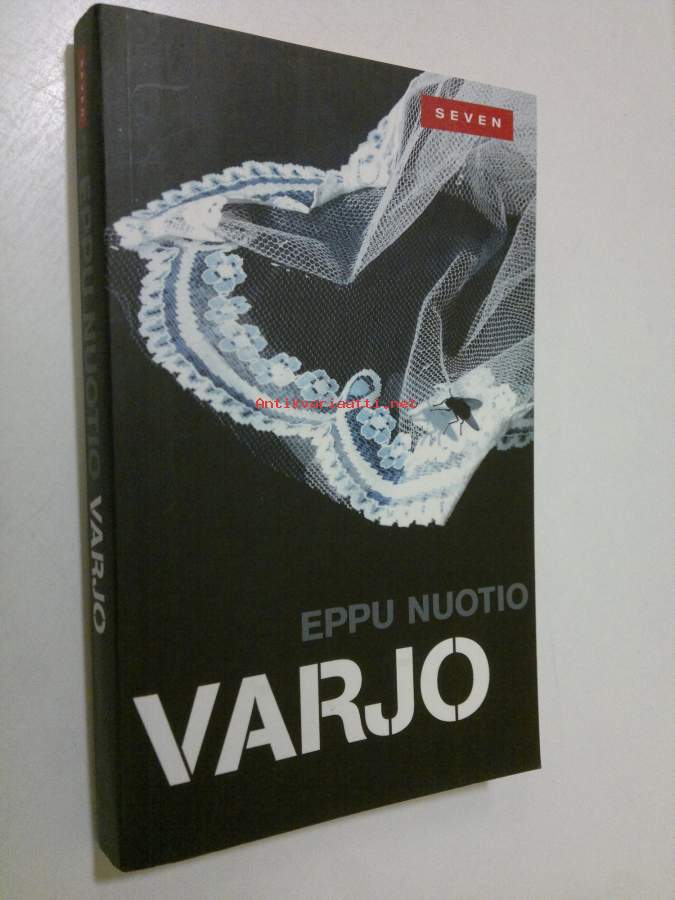 SEVEN
Antikvariaatti.net
EPPU NUOTIO
VARJO
EPPU NUOTIO VARJO